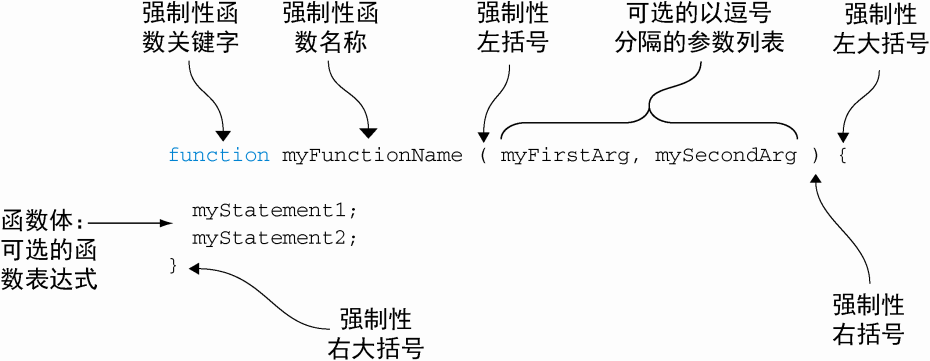 强制性函
数关键字
强制性函
数名称
强制性
左括号
可选的以逗号
分隔的参数列表
强制性
左大括号
function myFunctionName ( myFirstArg, mySecondArg ) {
函数体：
可选的函
数表达式
myStatement1;
myStatement2;
}
强制性
右大括号
强制性
右括号